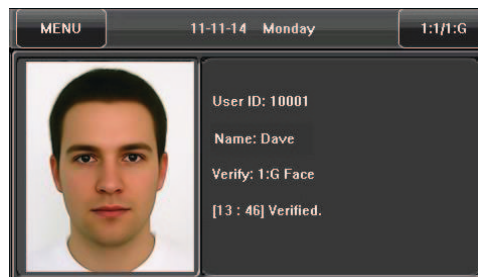 MENU 11-11-14 Monday 1:1/1:G
User ID: 10001
Name: Dave
Verify: 1:G Face
[13 : 46] Verified.